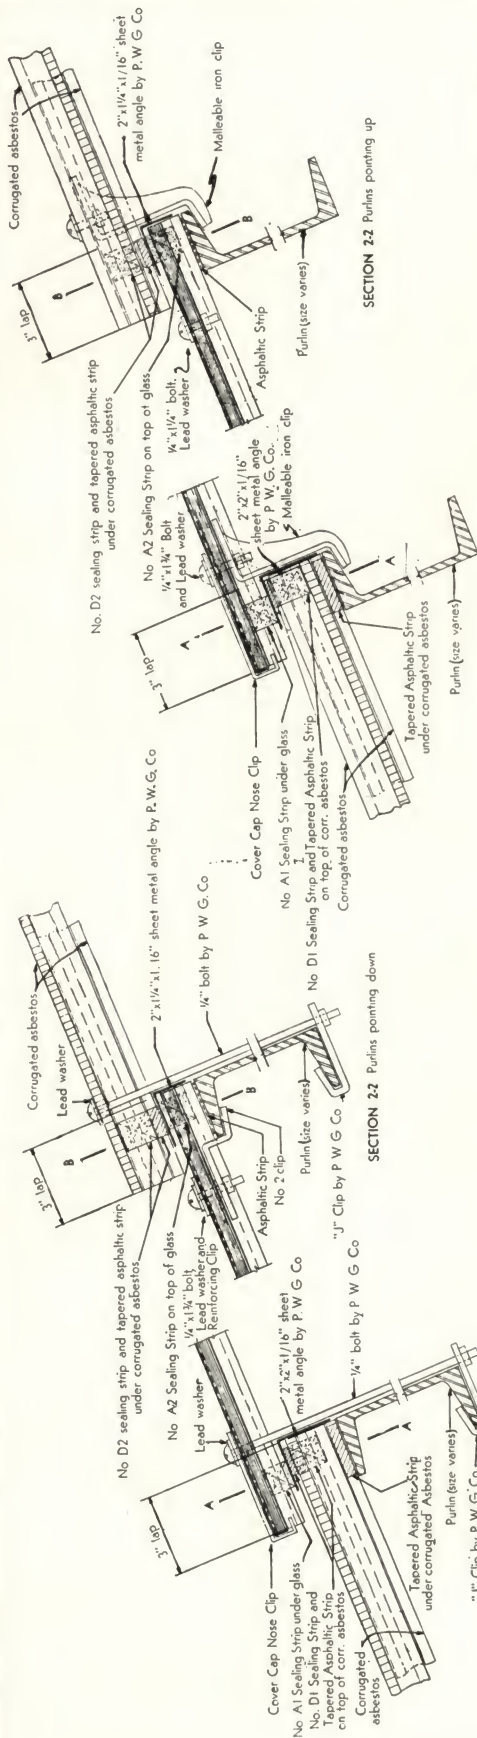 3" lap
A
Cover Cap Nose Clip
No A1 Sealing Strip under glass
No. D1 Sealing Strip and
Tapered Asphaltic Strip
on top of corr. asbestos
Corrugated
asbestos
Lead washer
2"x2"x1/16" sheet
metal angle by P. W G Co
¼" bolt by P W G Co
A
Tapered Asphaltic Strip
under corrugated Asbestos
Purlin (size varies)
"J" Clip by P W G Co
No D2 sealing strip and tapered asphaltic strip
under corrugated asbestos
3" lap
B
Corrugated asbestos
Lead washer
No A2 Sealing Strip on top of glass
¼"x1¾" bolt,
Lead washer and
Reinforcing Clip
2"x1¼"x1.16" sheet metal angle by P. W. G, Co
¼" bolt by P W G. Co
B
Asphaltic Strip
No 2 clip
Purlin (size varies)
"J" Clip by P W G Co
SECTION 2-2 Purlins pointing down
3" lap
A
Cover Cap Nose Clip
No A1 Sealing Strip under glass
No D1 Sealing Strip and Tapered Asphaltic Strip
on top of corr. asbestos
Corrugated asbestos
¼"x1¾" Bolt
and Lead washer
2"x2"x1/16"
sheet metal angle
by P W. G. Co.
Malleable iron clip
A
Tapered Asphaltic Strip
under corrugated asbestos
Purlin (size varies)
No. D2 sealing strip and tapered asphaltic strip
under corrugated asbestos
3" lap
B
Corrugated asbestos
No A2 Sealing Strip on top of glass
¼"x1¼" bolt,
Lead washer
2"x1¼"x1/16" sheet
metal angle by P. W G Co
Malleable iron clip
B
Asphaltic Strip
Purlin (size varies)
SECTION 2-2 Purlins pointing up